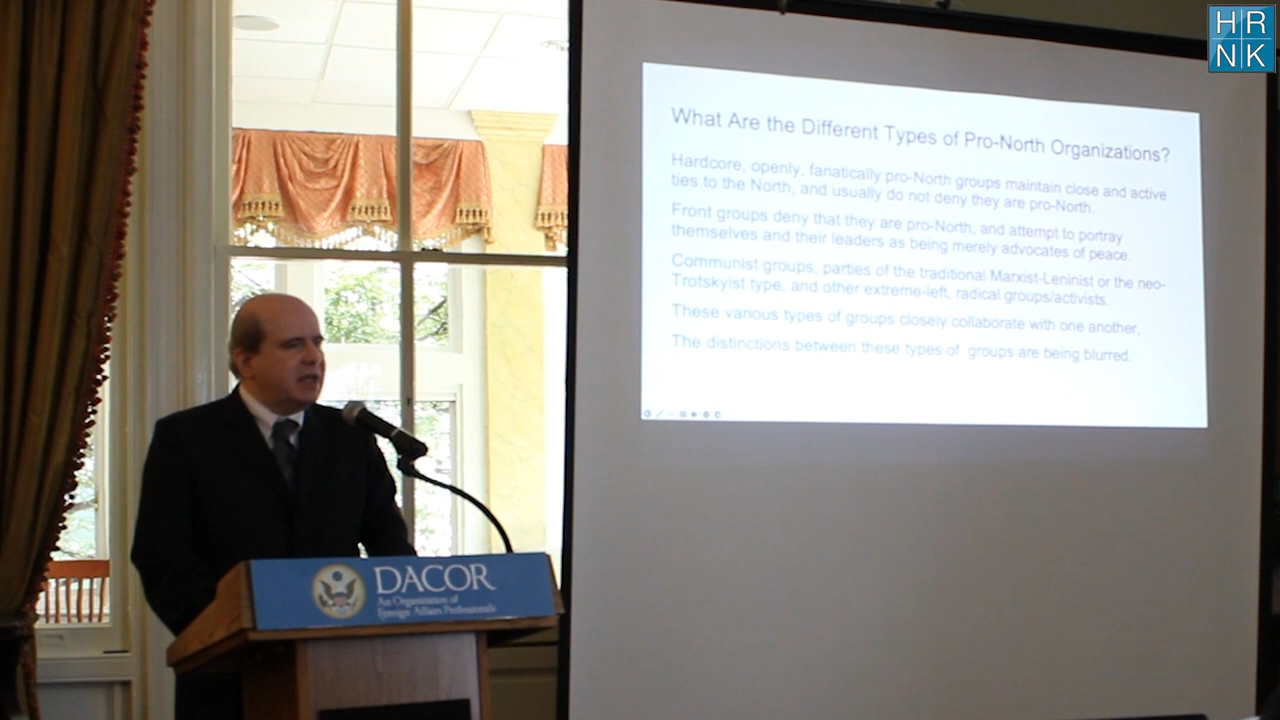 HR
NK
What Are the Different Types of Pro-North Organizations?
Hardcore, openly, fanatically pro-North groups maintain close and active
ties to the North, and usually do not deny they are pro-North.
Front groups deny that they are pro-North, and attempt to portray
themselves and their leaders as being merely advocates of peace.
Communist groups, parties of the traditional Marxist-Leninist or the neo-
Trotskyist type, and other extreme-left, radical groups/activists.
These various types of groups closely collaborate with one another.
The distinctions between these types of groups are being blurred.
DACOR
An Organization of
Foreign Affairs Professionals